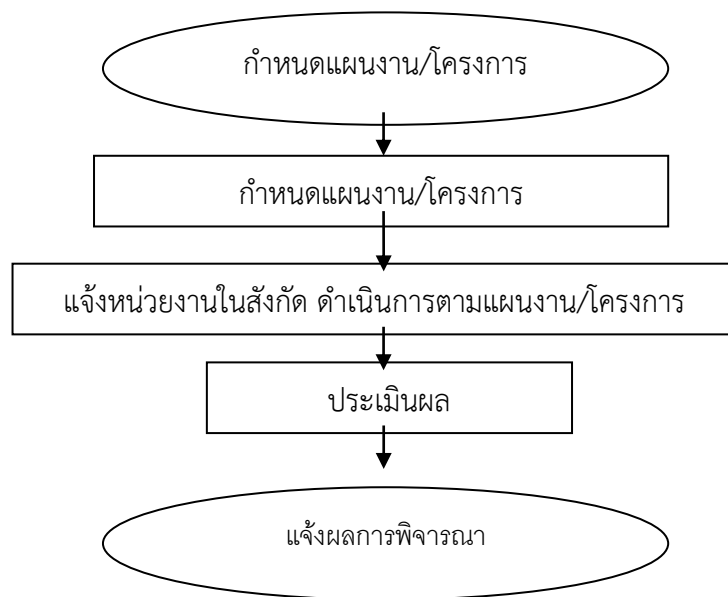 กำหนดแผนงาน/โครงการ
กำหนดแผนงาน/โครงการ
แจ้งหน่วยงานในสังกัด ดำเนินการตามแผนงาน/โครงการ
ประเมินผล
แจ้งผลการพิจารณา